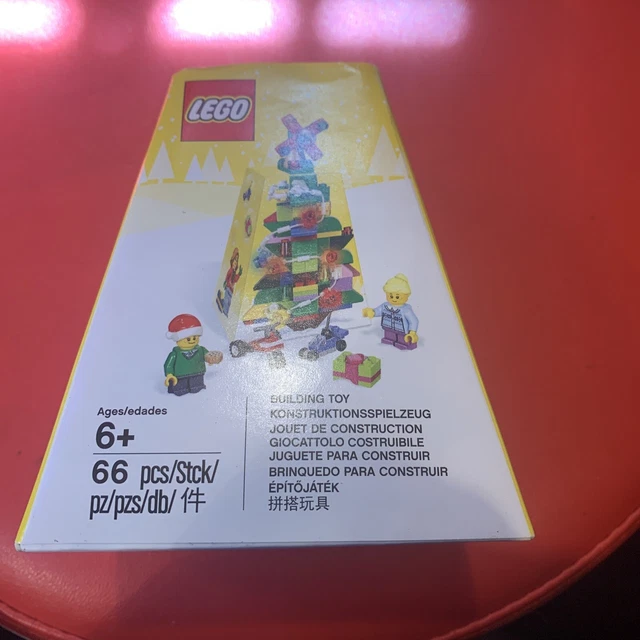 LEGO
Ages/edades
6+
66 pcs/Stck/
pz/pzs/db/ 件
BUILDING TOY
KONSTRUKTIONSSPIELZEUG
JOUET DE CONSTRUCTION
GIOCATTOLO COSTRUIBILE
JUGUETE PARA CONSTRUIR
BRINQUEDO PARA CONSTRUIR
ÉPÍTŐJÁTÉK
拼搭玩具